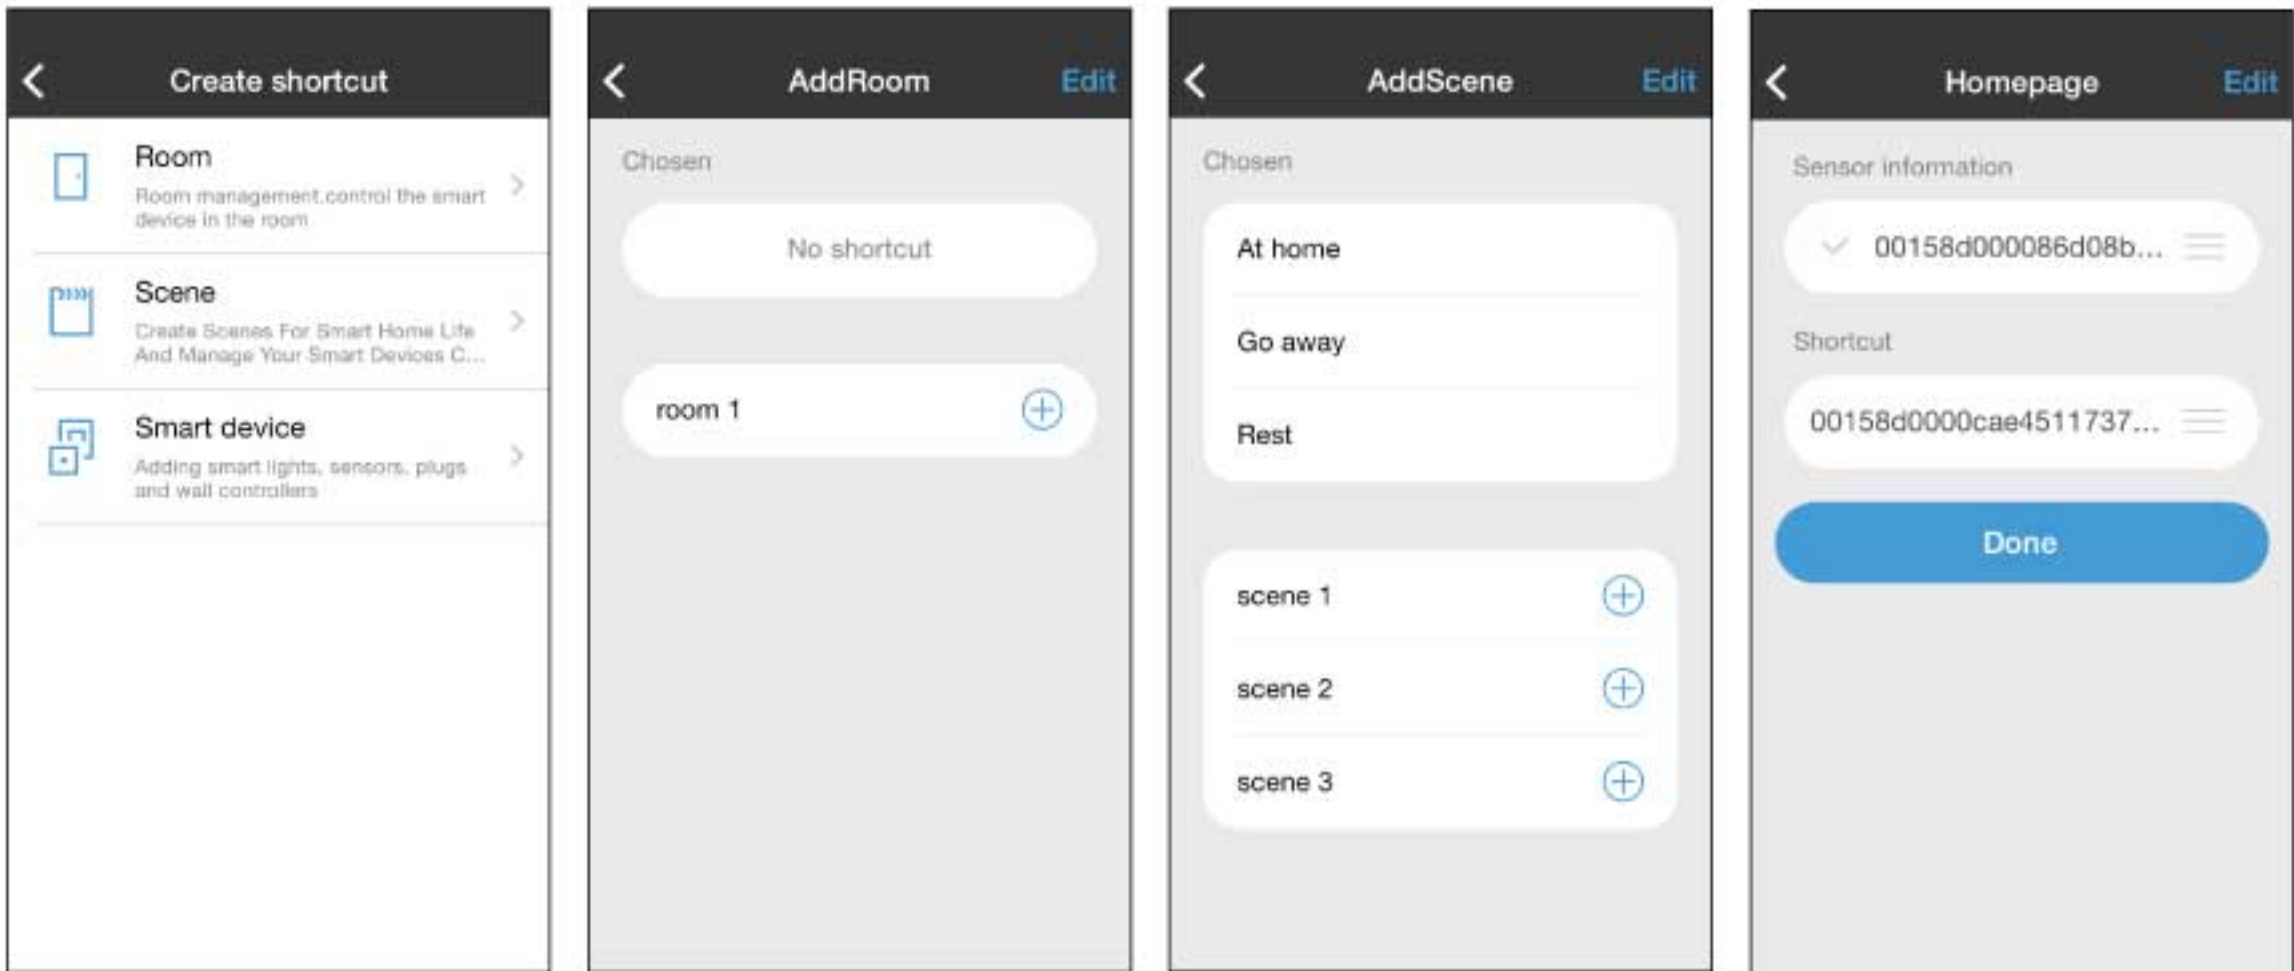 Create shortcut
Room
Room management,control the smart
device in the room
Scene
Create Scenes For Smart Home Life
And Manage Your Smart Devices C...
Smart device
Adding smart lights, sensors, plugs
and wall controllers
AddRoom
Edit
Chosen
No shortcut
room 1
AddScene
Edit
Chosen
At home
Go away
Rest
scene 1
scene 2
scene 3
Homepage
Edit
Sensor information
00158d000086d08b...
Shortcut
00158d0000cae4511737...
Done